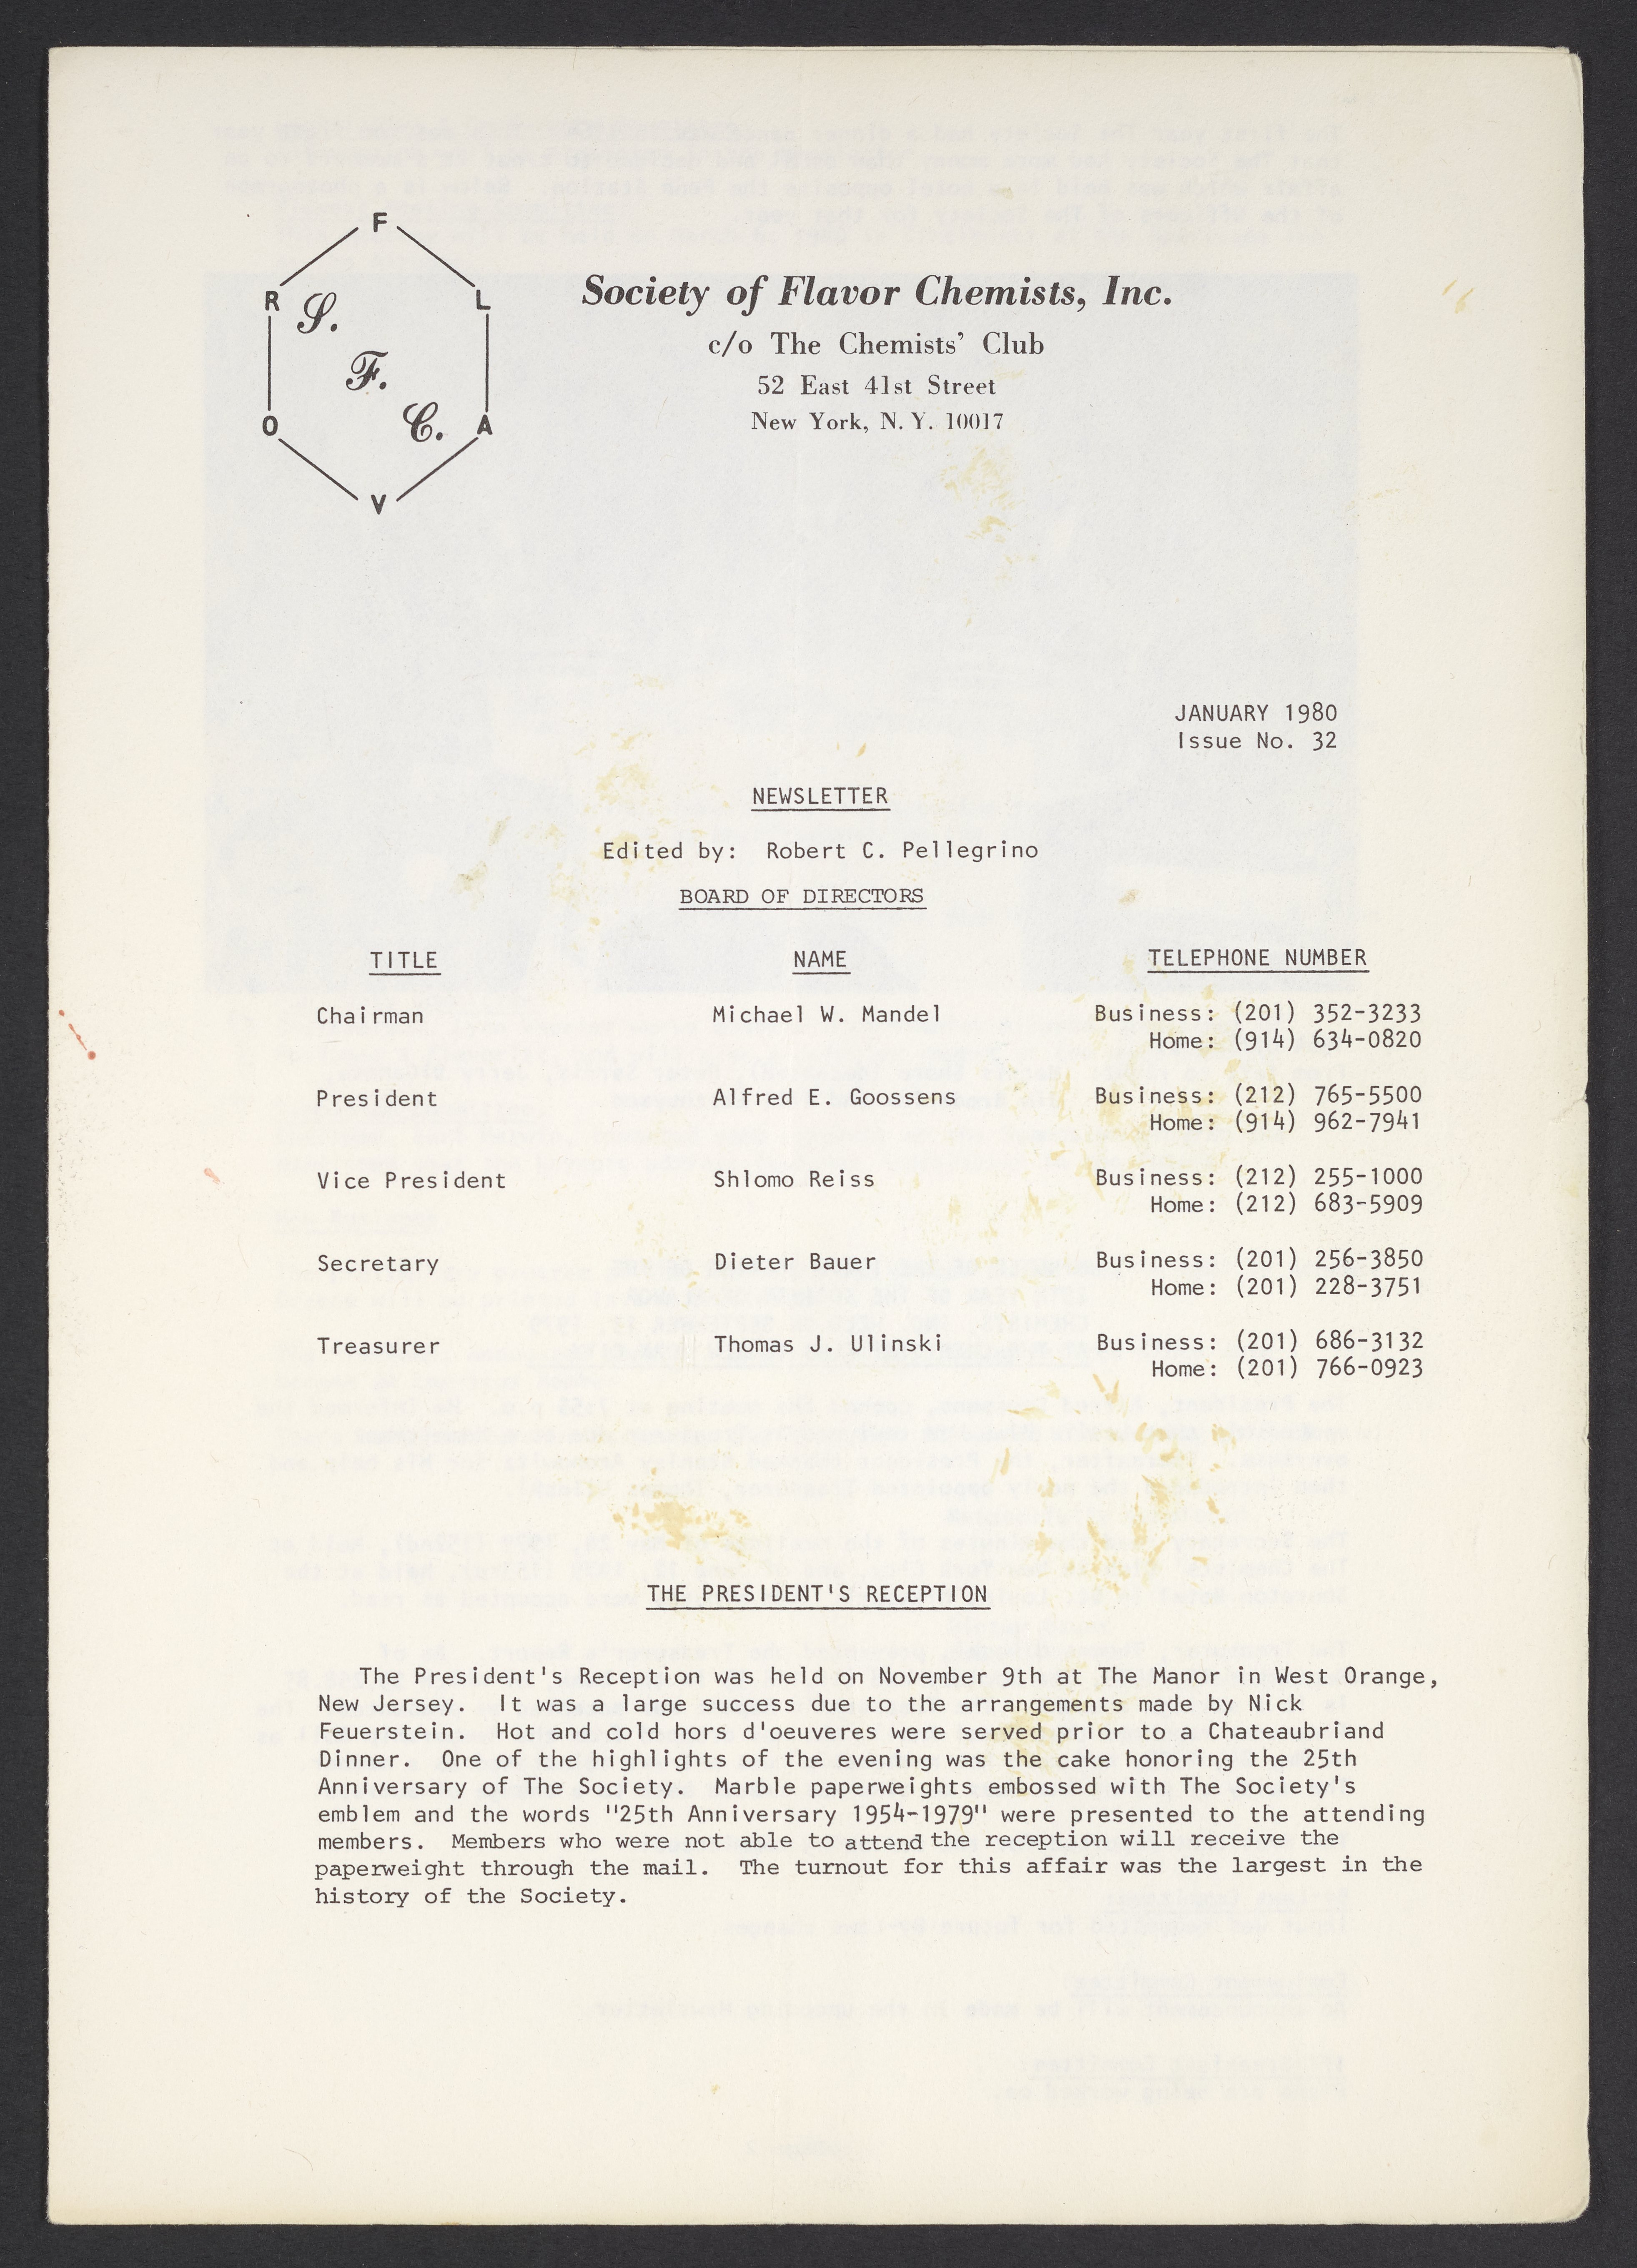 F
R L
S.
F.
C.
O A
V
Society of Flavor Chemists, Inc.
c/o The Chemists' Club
52 East 41st Street
New York, N. Y. 10017
JANUARY 1980
Issue No. 32
NEWSLETTER
Edited by: Robert C. Pellegrino
BOARD OF DIRECTORS
TITLE NAME TELEPHONE NUMBER
Chairman Michael W. Mandel Business: (201) 352-3233
Home: (914) 634-0820
President Alfred E. Goossens Business: (212) 765-5500
Home: (914) 962-7941
Vice President Shlomo Reiss Business: (212) 255-1000
Home: (212) 683-5909
Secretary Dieter Bauer Business: (201) 256-3850
Home: (201) 228-3751
Treasurer Thomas J. Ulinski Business: (201) 686-3132
Home: (201) 766-0923
THE PRESIDENT'S RECEPTION
The President's Reception was held on November 9th at The Manor in West Orange,
New Jersey. It was a large success due to the arrangements made by Nick
Feuerstein. Hot and cold hors d'oeuveres were served prior to a Chateaubriand
Dinner. One of the highlights of the evening was the cake honoring the 25th
Anniversary of The Society. Marble paperweights embossed with The Society's
emblem and the words "25th Anniversary 1954-1979" were presented to the attending
members. Members who were not able to attend the reception will receive the
paperweight through the mail. The turnout for this affair was the largest in the
history of the Society.